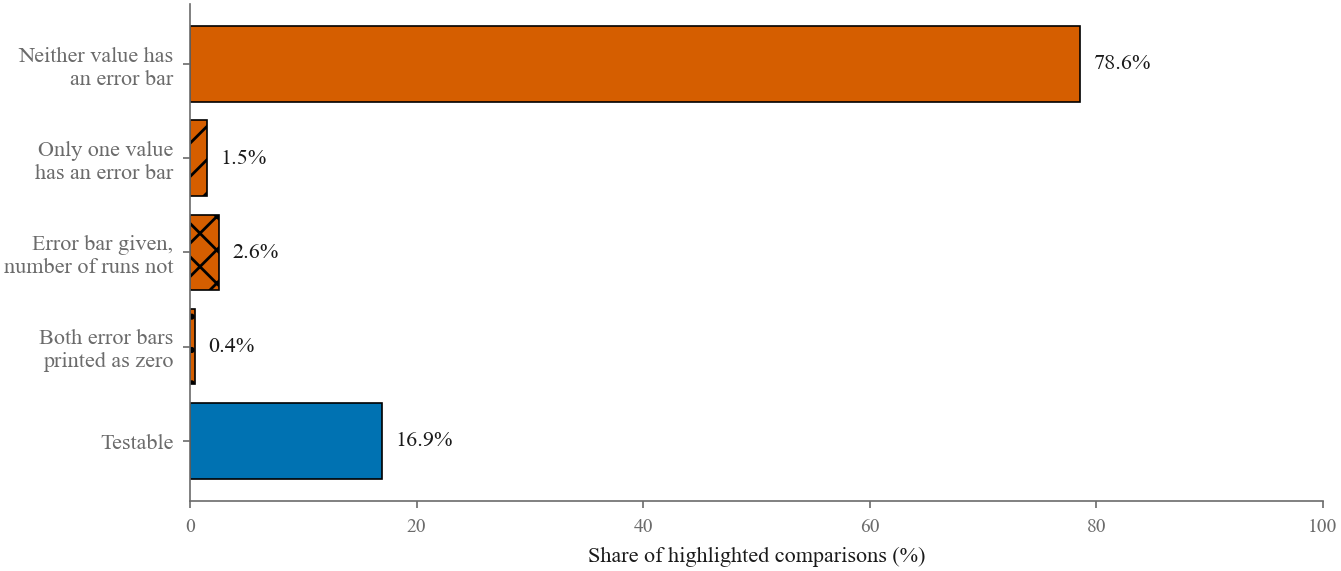 Neither value has
an error bar
78.6%
Only one value
has an error bar
1.5%
Error bar given,
number of runs not
2.6%
Both error bars
printed as zero
0.4%
Testable
16.9%
0 20 40 60 80 100
Share of highlighted comparisons (%)